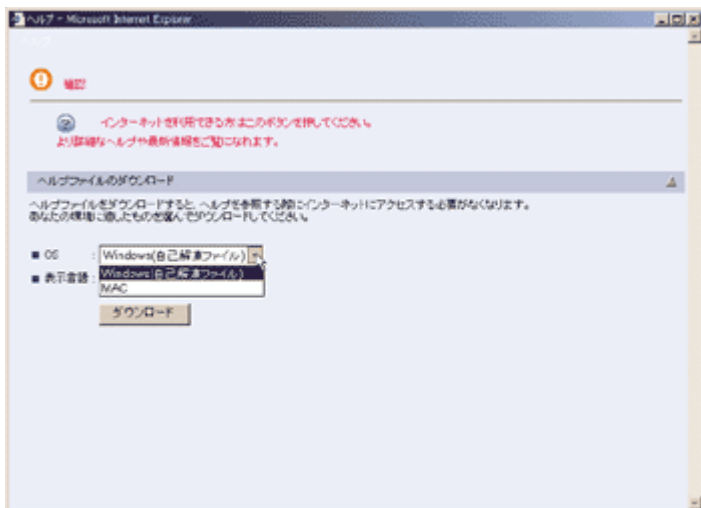 ヘルプ - Microsoft Internet Explorer
ヘルプ
確認
インターネットを利用できる方はこのボタンを押してください。
より詳細なヘルプや最新情報をご覧になれます。
ヘルプファイルのダウンロード
ヘルプファイルをダウンロードすると、ヘルプを参照する際にインターネットにアクセスする必要がなくなります。
あなたの環境に適したものを選んでダウンロードしてください。
■ OS : Windows(自己解凍ファイル)
■ 表示言語 : Windows(自己解凍ファイル)
MAC
ダウンロード